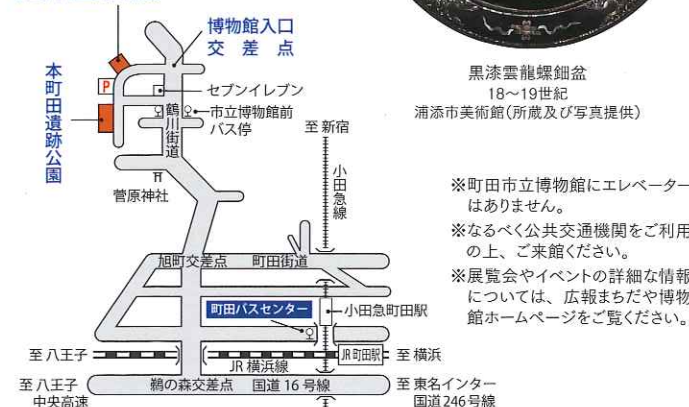 博物館入口
交差点
P
セブンイレブン
鶴川街道
市立博物館前
バス停
本町田遺跡公園
菅原神社
至新宿
小田急線
旭町交差点
町田街道
町田バスセンター
小田急町田駅
至八王子
JR横浜線
JR町田駅
至横浜
至八王子
中央高速
鵜の森交差点
国道16号線
至東名インター
国道246号線
黒漆雲龍螺鈿盆
18～19世紀
浦添市美術館(所蔵及び写真提供)
※町田市立博物館にエレベーター
はありません。
※なるべく公共交通機関をご利用
の上、ご来館ください。
※展覧会やイベントの詳細な情報
については、広報まちだや博物
館ホームページをご覧ください。